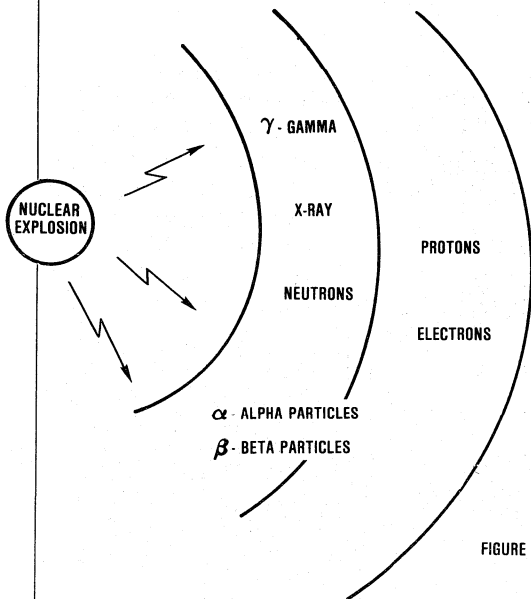 γ - GAMMA
NUCLEAR
EXPLOSION
X-RAY
PROTONS
NEUTRONS
ELECTRONS
α - ALPHA PARTICLES
β - BETA PARTICLES
FIGURE